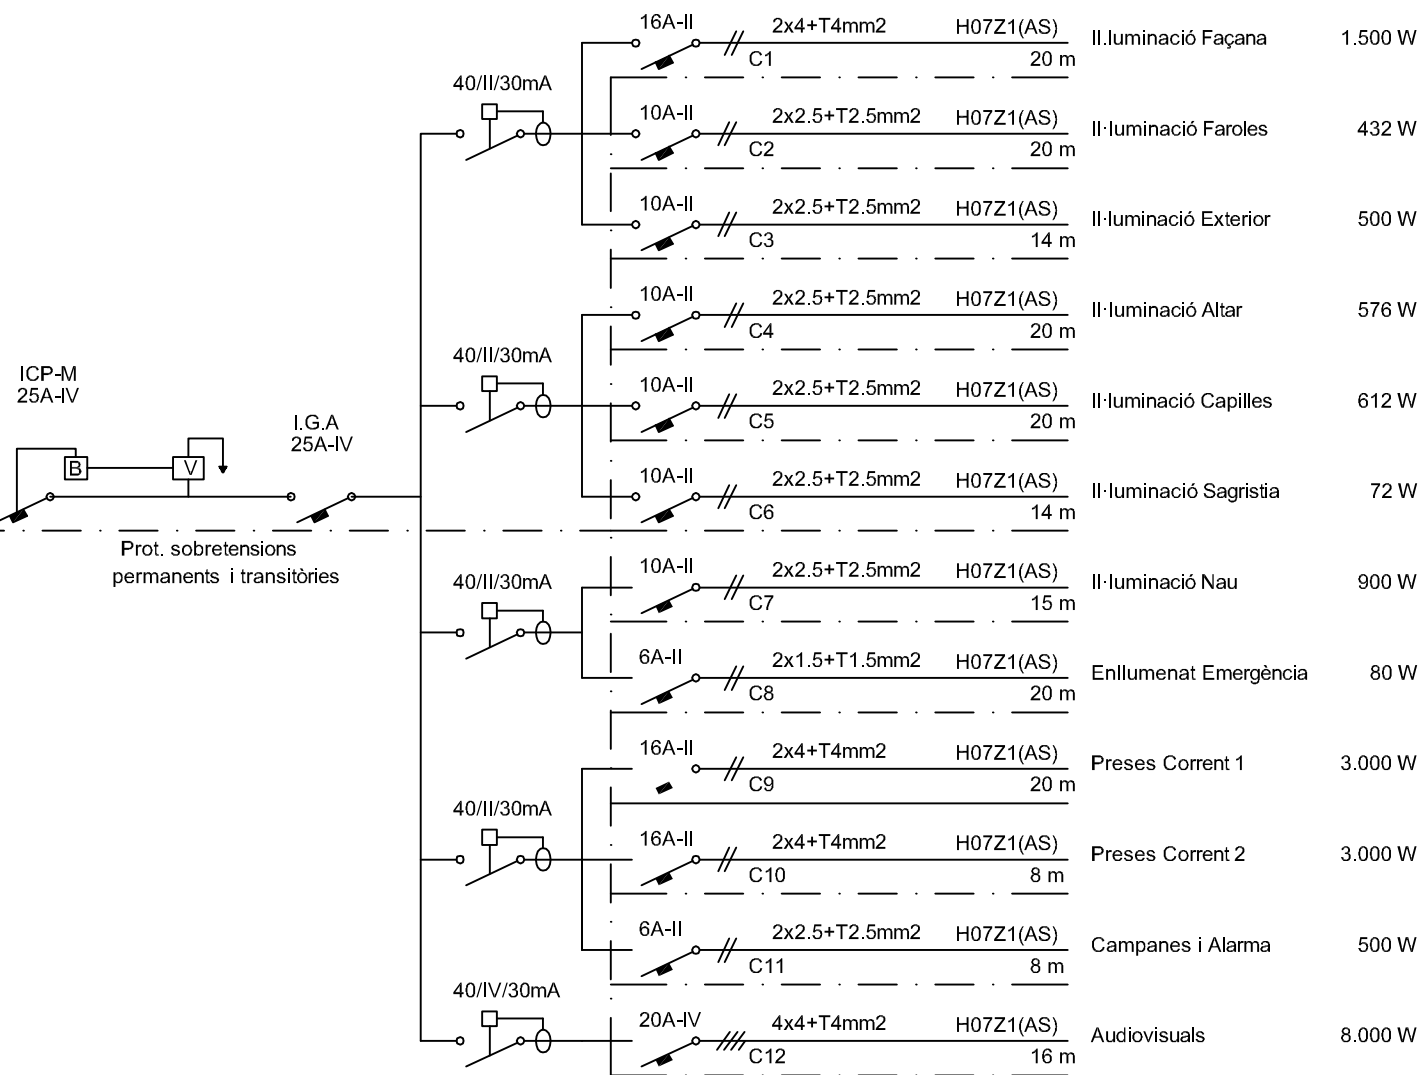 16A-II 2x4+T4mm2 H07Z1(AS) Il.luminació Façana 1.500 W
C1 20 m
40/II/30mA
10A-II 2x2.5+T2.5mm2 H07Z1(AS) Il·luminació Faroles 432 W
C2 20 m
10A-II 2x2.5+T2.5mm2 H07Z1(AS) Il·luminació Exterior 500 W
C3 14 m
10A-II 2x2.5+T2.5mm2 H07Z1(AS) Il·luminació Altar 576 W
C4 20 m
40/II/30mA
ICP-M
25A-IV
10A-II 2x2.5+T2.5mm2 H07Z1(AS) Il·luminació Capilles 612 W
C5 20 m
I.G.A
25A-IV
B V
10A-II 2x2.5+T2.5mm2 H07Z1(AS) Il·luminació Sagristia 72 W
C6 14 m
Prot. sobretensions
permanents i transitòries
40/II/30mA
10A-II 2x2.5+T2.5mm2 H07Z1(AS) Il·luminació Nau 900 W
C7 15 m
6A-II 2x1.5+T1.5mm2 H07Z1(AS) Enllumenat Emergència 80 W
C8 20 m
16A-II 2x4+T4mm2 H07Z1(AS) Preses Corrent 1 3.000 W
C9 20 m
40/II/30mA
16A-II 2x4+T4mm2 H07Z1(AS) Preses Corrent 2 3.000 W
C10 8 m
6A-II 2x2.5+T2.5mm2 H07Z1(AS) Campanes i Alarma 500 W
C11 8 m
40/IV/30mA
20A-IV 4x4+T4mm2 H07Z1(AS) Audiovisuals 8.000 W
C12 16 m